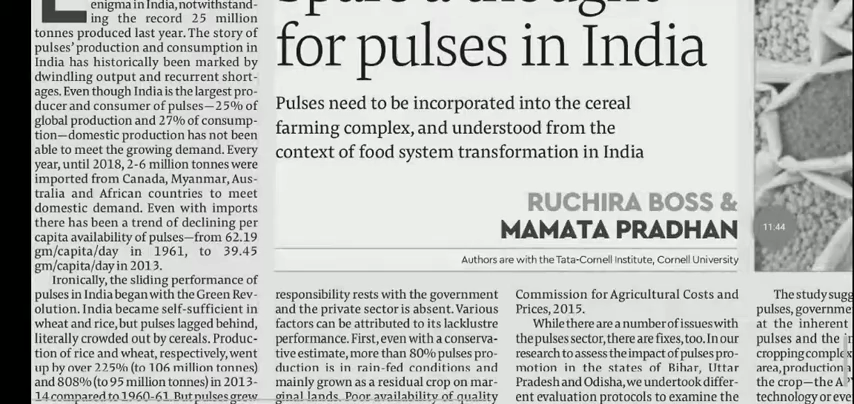 enigma in India, notwithstand-
ing the record 25 million
tonnes produced last year. The story of
pulses' production and consumption in
India has historically been marked by
dwindling output and recurrent short-
ages. Even though India is the largest pro-
ducer and consumer of pulses—25% of
global production and 27% of consump-
tion—domestic production has not been
able to meet the growing demand. Every
year, until 2018, 2-6 million tonnes were
imported from Canada, Myanmar, Aus-
tralia and African countries to meet
domestic demand. Even with imports
there has been a trend of declining per
capita availability of pulses—from 62.19
gm/capita/day in 1961, to 39.45
gm/capita/day in 2013.
Ironically, the sliding performance of
pulses in India began with the Green Rev-
olution. India became self-sufficient in
wheat and rice, but pulses lagged behind,
literally crowded out by cereals. Produc-
tion of rice and wheat, respectively, went
up by over 225% (to 106 million tonnes)
and 808% (to 95 million tonnes) in 2013-
14 compared to 1960-61. But pulses grew
for pulses in India
Pulses need to be incorporated into the cereal
farming complex, and understood from the
context of food system transformation in India
RUCHIRA BOSS &
MAMATA PRADHAN
Authors are with the Tata-Cornell Institute, Cornell University
11:44
responsibility rests with the government
and the private sector is absent. Various
factors can be attributed to its lacklustre
performance. First, even with a conserva-
tive estimate, more than 80% pulses pro-
duction is in rain-fed conditions and
mainly grown as a residual crop on mar-
ginal lands. Poor availability of quality
Commission for Agricultural Costs and
Prices, 2015.
While there are a number of issues with
the pulses sector, there are fixes, too. In our
research to assess the impact of pulses pro-
motion in the states of Bihar, Uttar
Pradesh and Odisha, we undertook differ-
ent evaluation protocols to examine the
The study sugg
pulses, governme
at the inherent
pulses and the
cropping complex
area, production
the crop—the A
technology or eve